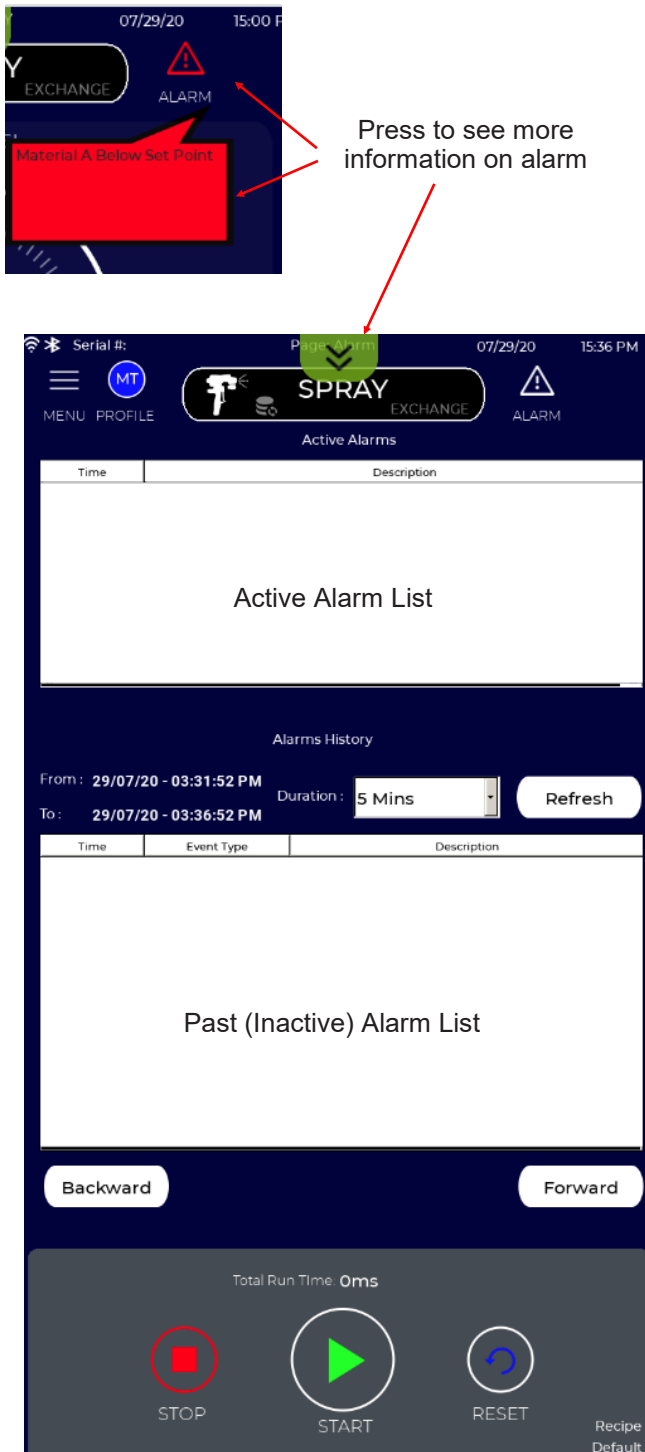 07/29/20 15:00 P
Y
EXCHANGE
ALARM
Material A Below Set Point
Press to see more
information on alarm
Serial #: Page: Alarm 07/29/20 15:36 PM
MT
SPRAY
EXCHANGE
MENU PROFILE
ALARM
Active Alarms
Time Description
Active Alarm List
Alarms History
From : 29/07/20 - 03:31:52 PM
Duration : 5 Mins
Refresh
To : 29/07/20 - 03:36:52 PM
Time Event Type Description
Past (Inactive) Alarm List
Backward Forward
Total Run TIme: 0ms
STOP START RESET
Recipe
Default